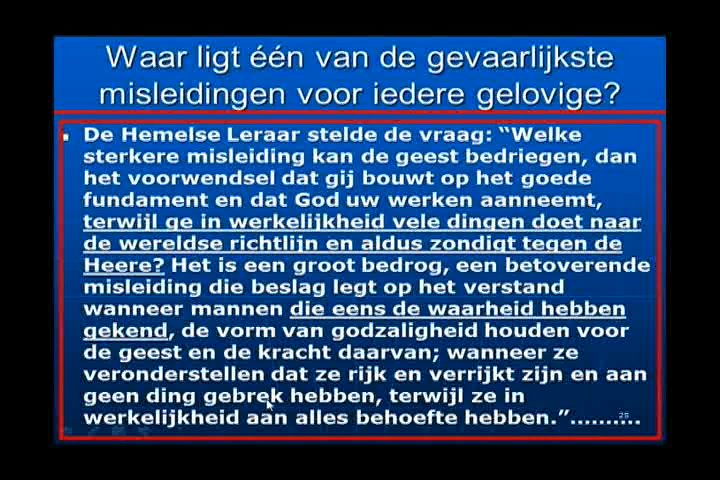 Waar ligt één van de gevaarlijkste
misleidingen voor iedere gelovige?
De Hemelse Leraar stelde de vraag: “Welke
sterkere misleiding kan de geest bedriegen, dan
het voorwendsel dat gij bouwt op het goede
fundament en dat God uw werken aanneemt,
terwijl ge in werkelijkheid vele dingen doet naar
de wereldse richtlijn en aldus zondigt tegen de
Heere? Het is een groot bedrog, een betoverende
misleiding die beslag legt op het verstand
wanneer mannen die eens de waarheid hebben
gekend, de vorm van godzaligheid houden voor
de geest en de kracht daarvan; wanneer ze
veronderstellen dat ze rijk en verrijkt zijn en aan
geen ding gebrek hebben, terwijl ze in
werkelijkheid aan alles behoefte hebben.”..........
25